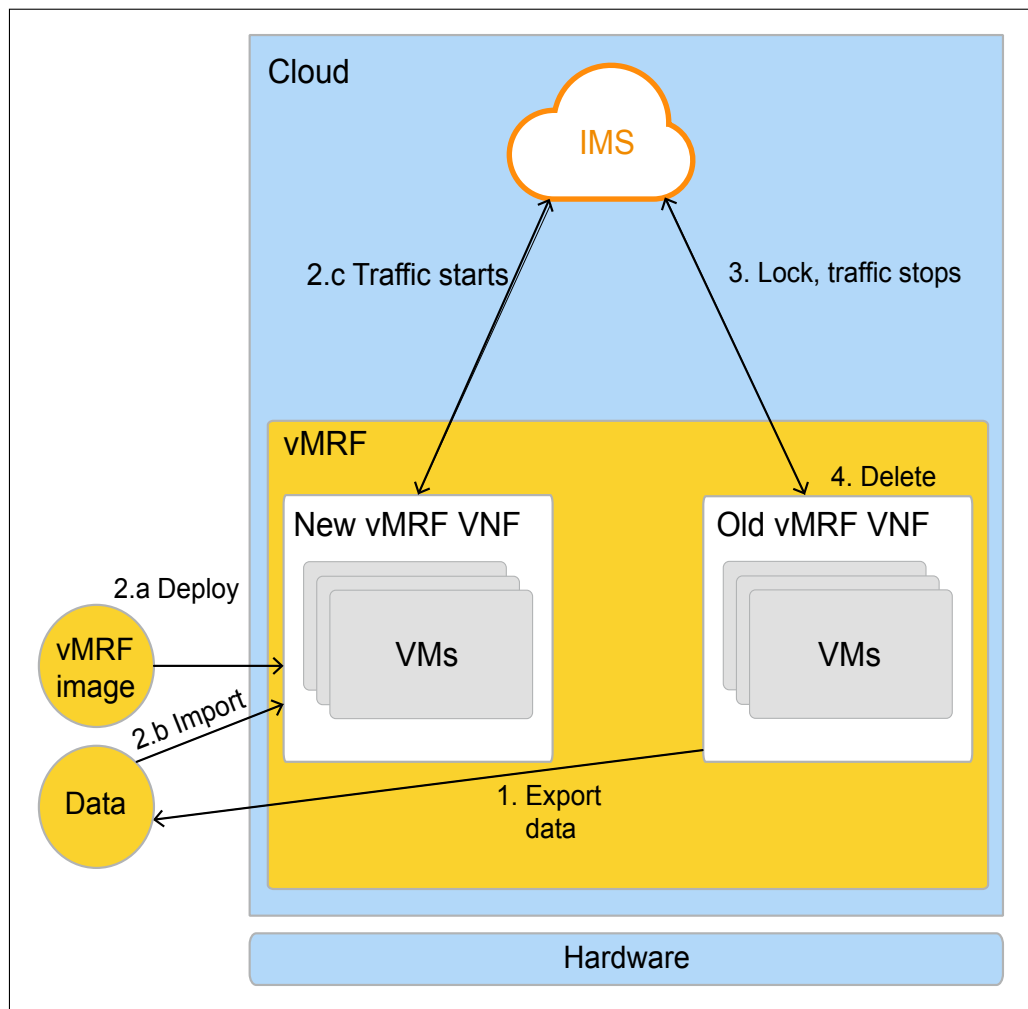 Cloud
IMS
2.c Traffic starts
3. Lock, traffic stops
vMRF
4. Delete
New vMRF VNF
Old vMRF VNF
2.a Deploy
vMRF
image
VMs
VMs
2.b Import
Data
1. Export
data
Hardware